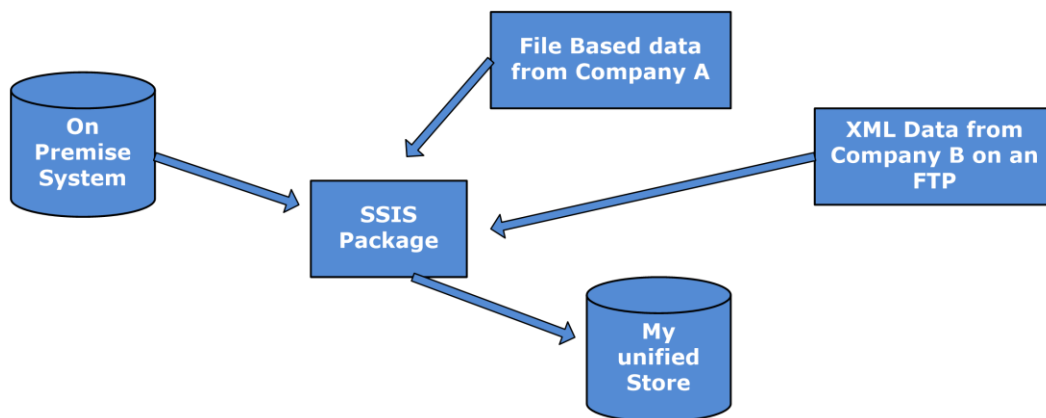 File Based data
from Company A
On
Premise
System
XML Data from
Company B on an
FTP
SSIS
Package
My
unified
Store